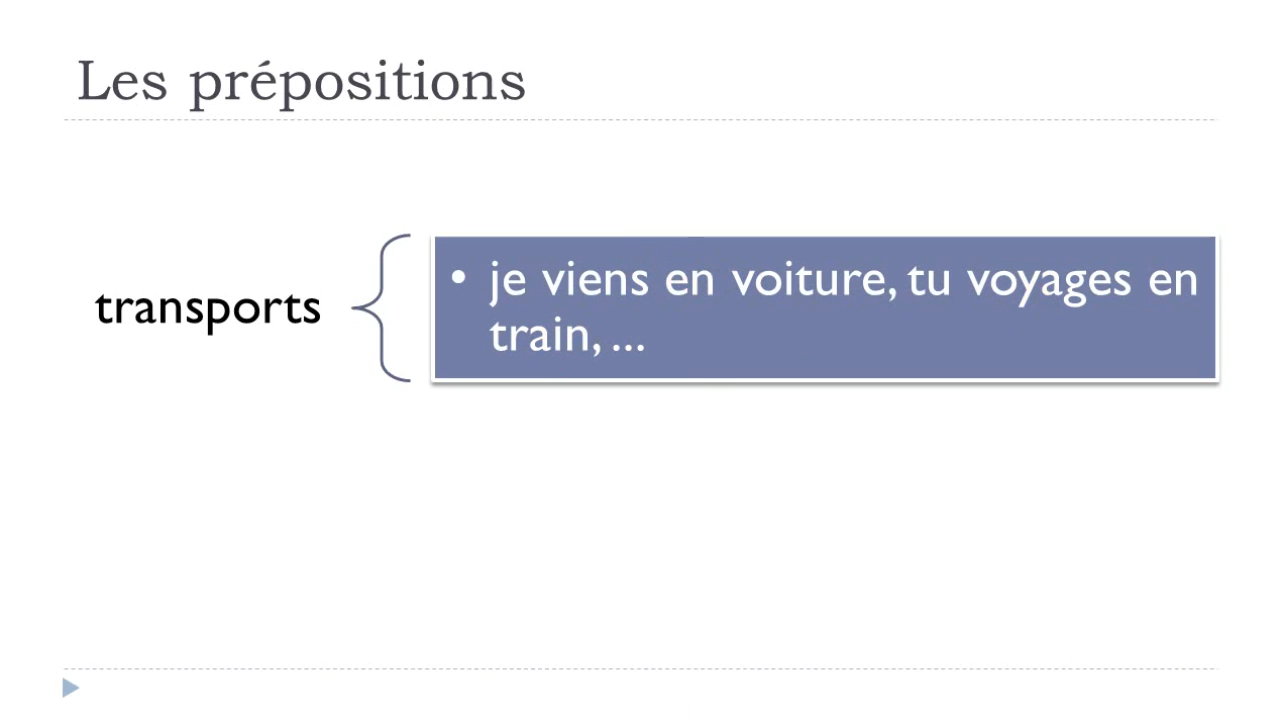 Les prépositions
transports
• je viens en voiture, tu voyages en
train, ...